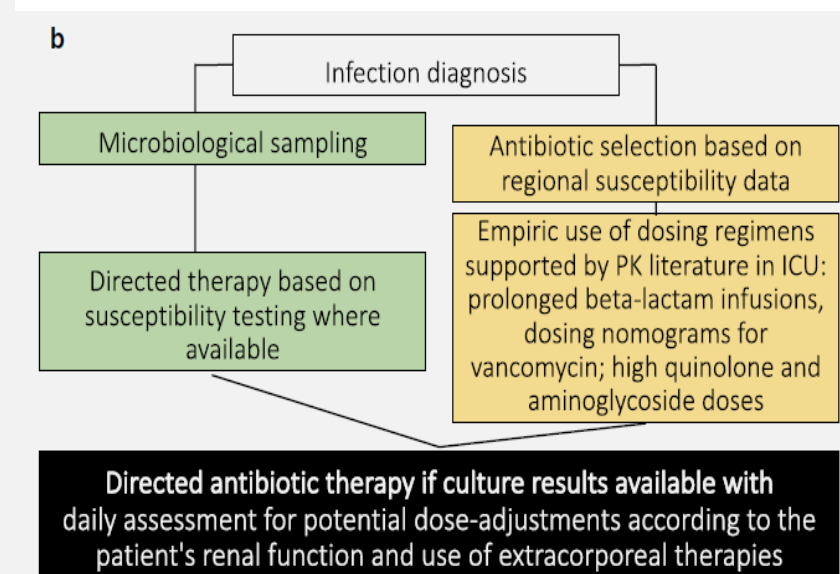 b
Infection diagnosis
Microbiological sampling
Directed therapy based on
susceptibility testing where
available
Antibiotic selection based on
regional susceptibility data
Empiric use of dosing regimens
supported by PK literature in ICU:
prolonged beta-lactam infusions,
dosing nomograms for
vancomycin; high quinolone and
aminoglycoside doses
Directed antibiotic therapy if culture results available with
daily assessment for potential dose-adjustments according to the
patient's renal function and use of extracorporeal therapies